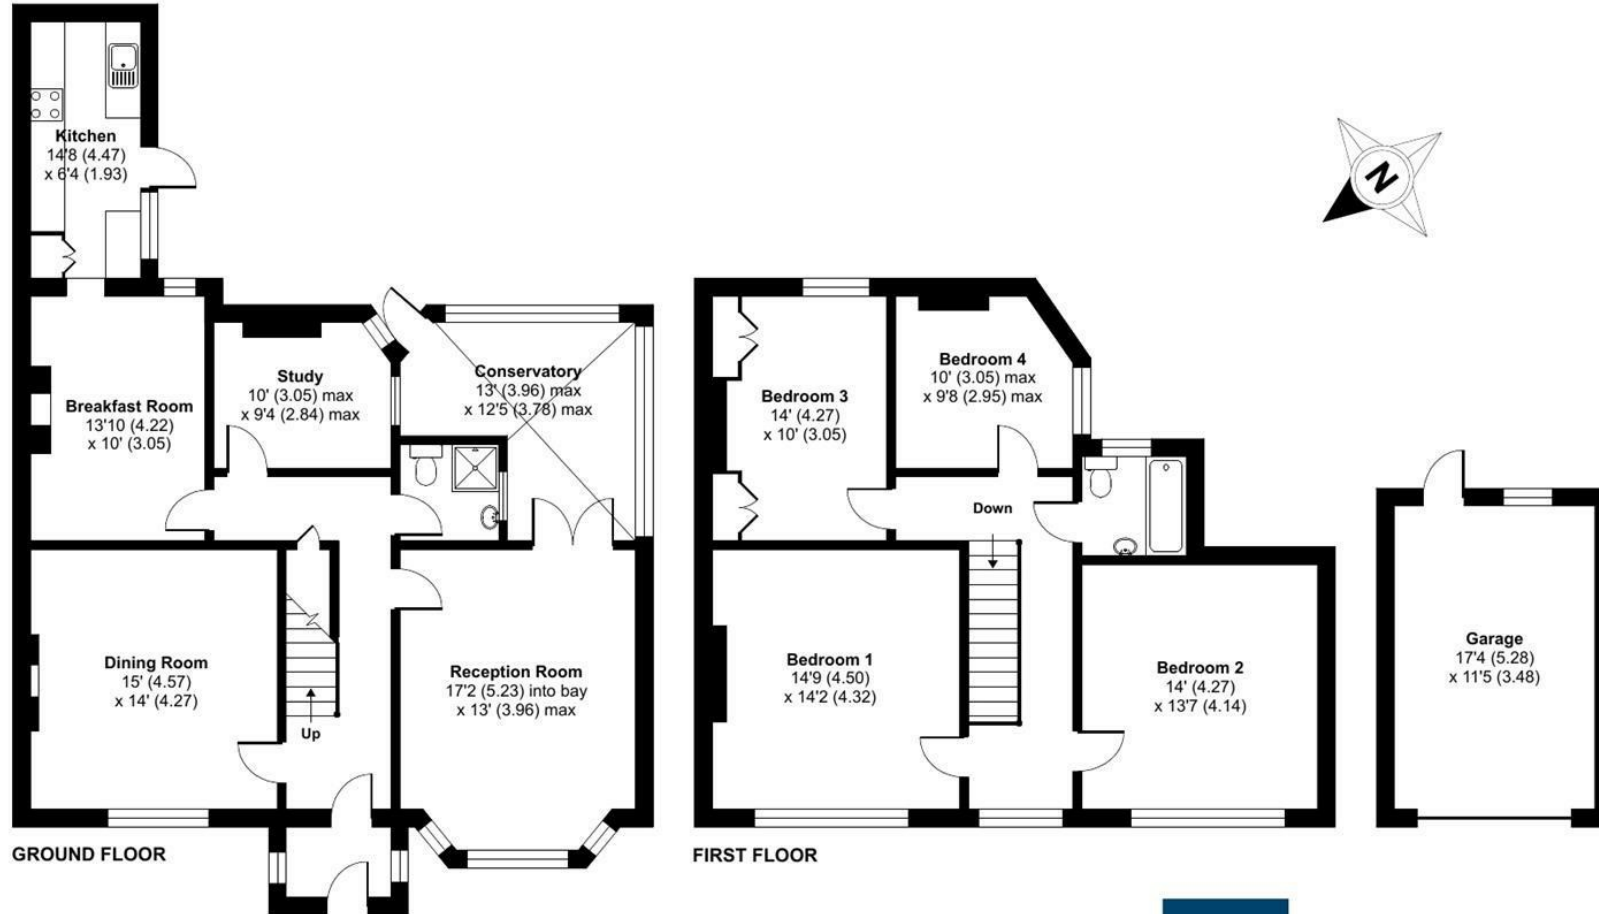 Kitchen
14'8 (4.47)
x 6'4 (1.93)
N
Breakfast Room
13'10 (4.22)
x 10' (3.05)
Study
10' (3.05) max
x 9'4 (2.84) max
Conservatory
13' (3.96) max
x 12'5 (3.78) max
Dining Room
15' (4.57)
x 14' (4.27)
Up
Reception Room
17'2 (5.23) into bay
x 13' (3.96) max
GROUND FLOOR
Bedroom 3
14' (4.27)
x 10' (3.05)
Bedroom 4
10' (3.05) max
x 9'8 (2.95) max
Down
Bedroom 1
14'9 (4.50)
x 14'2 (4.32)
Bedroom 2
14' (4.27)
x 13'7 (4.14)
FIRST FLOOR
Garage
17'4 (5.28)
x 11'5 (3.48)